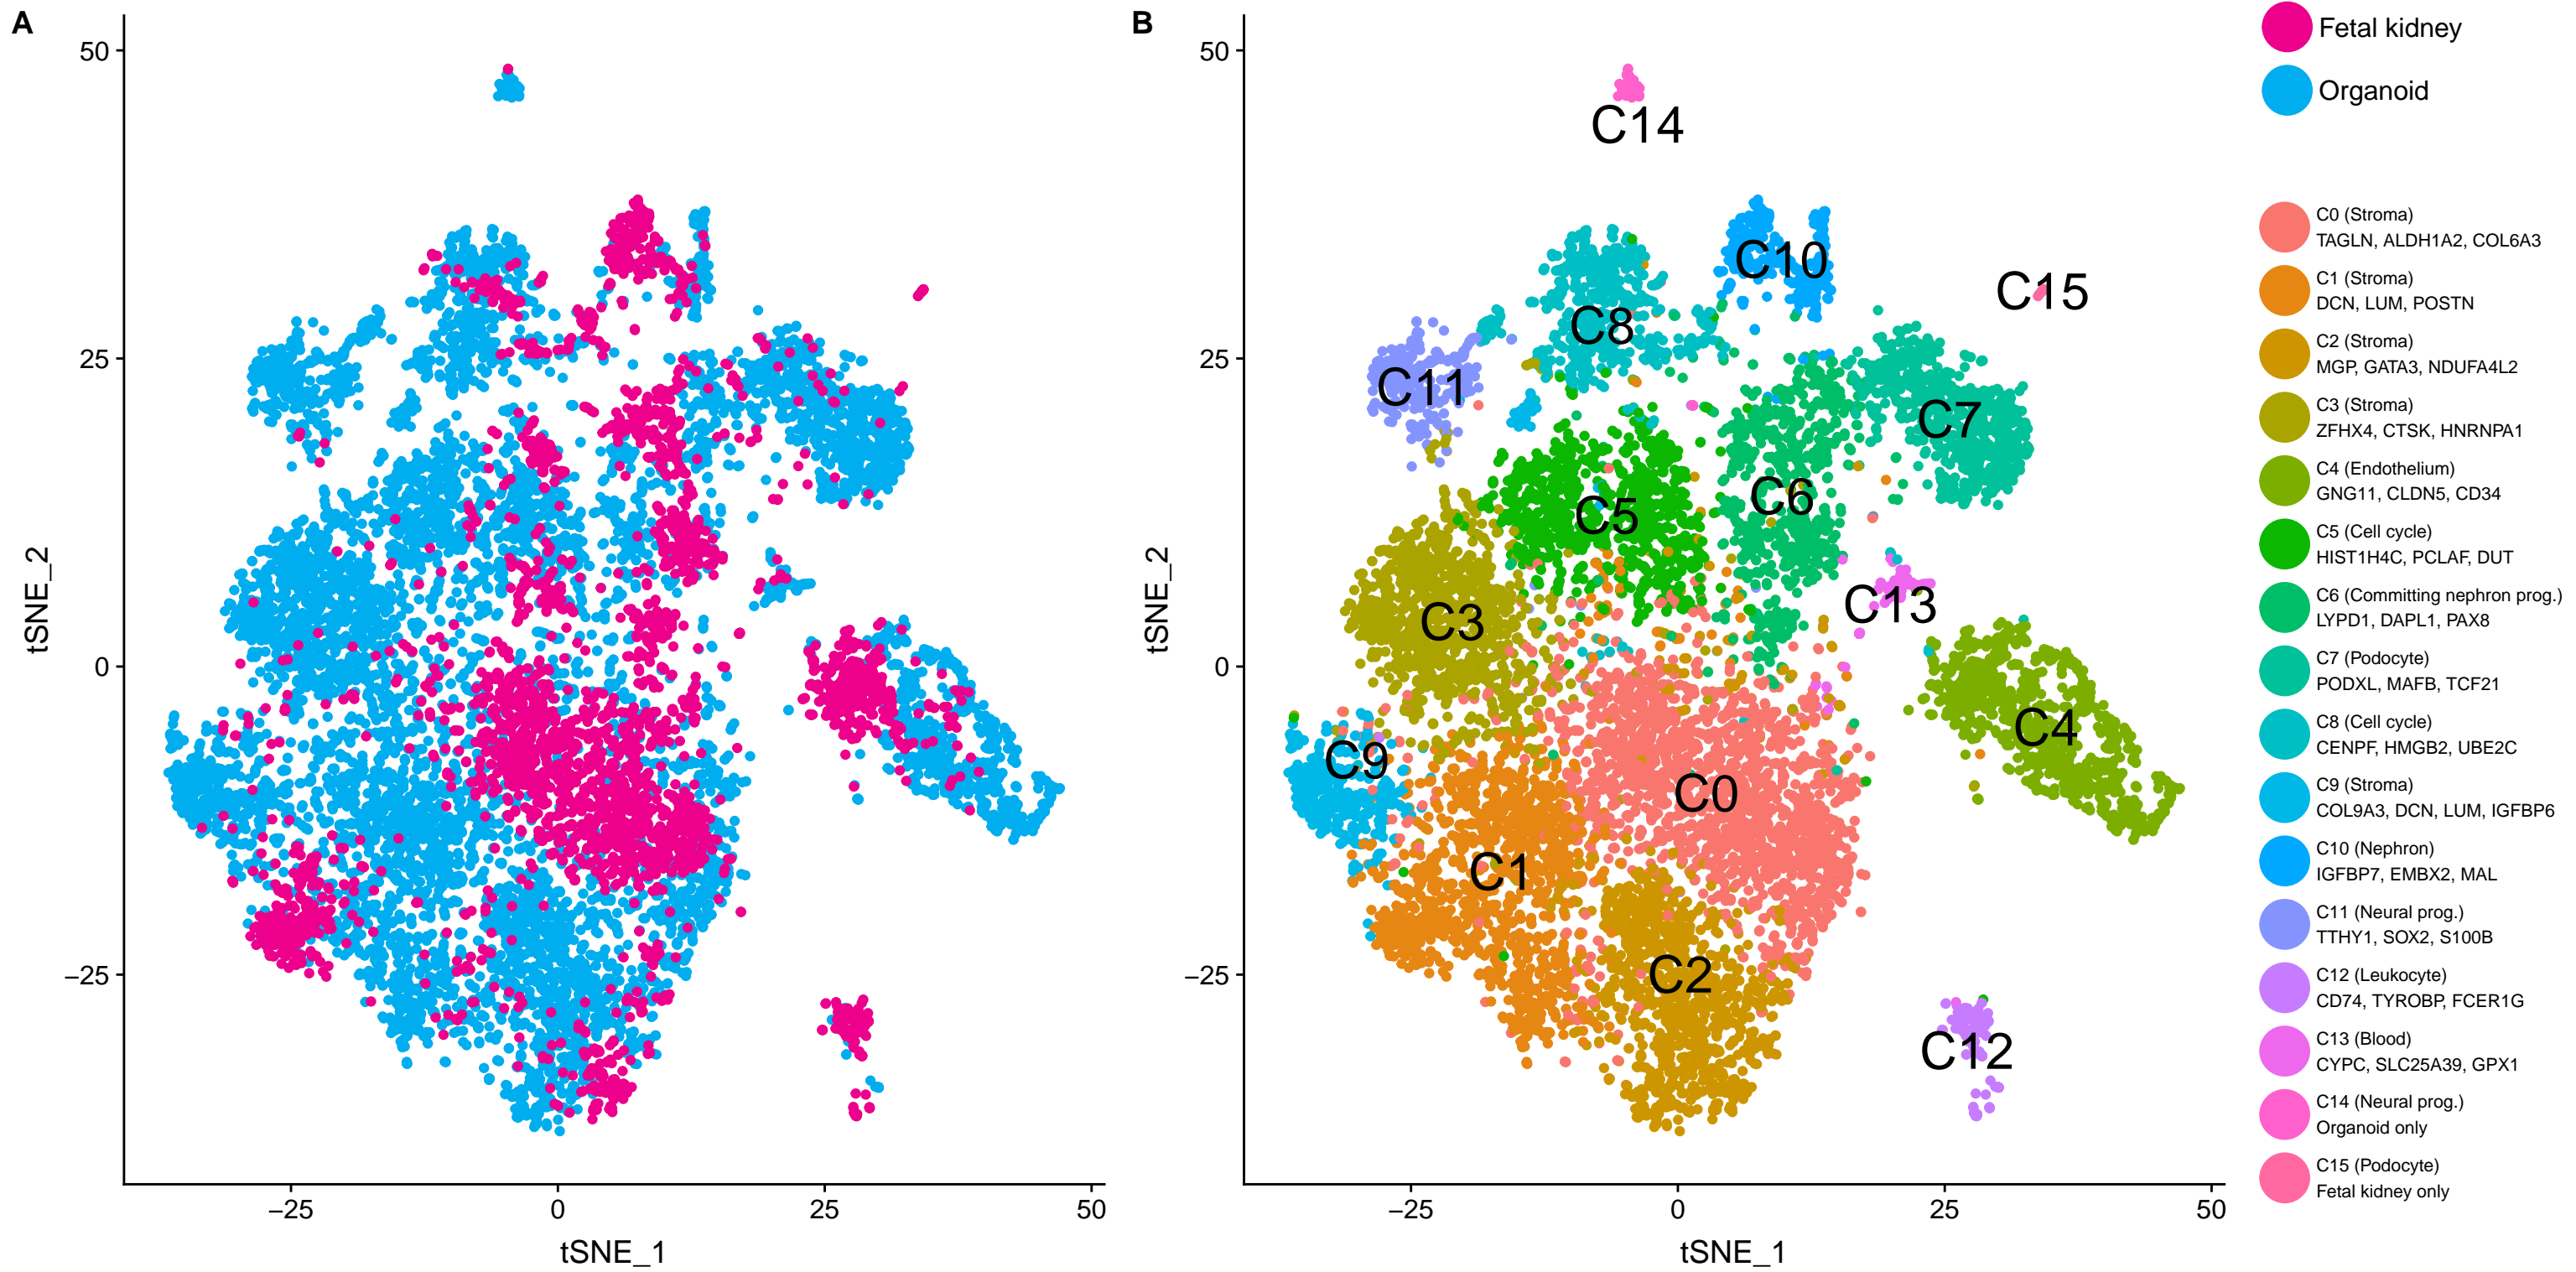 A
50
25
0
−25
tSNE_2
−25
0
25
50
tSNE_1
B
50
25
0
−25
tSNE_2
−25
0
25
50
tSNE_1
C14
C10
C15
C8
C11
C7
C5
C6
C13
C3
C4
C9
C0
C1
C2
C12
Fetal kidney
Organoid
C0 (Stroma)
TAGLN, ALDH1A2, COL6A3
C1 (Stroma)
DCN, LUM, POSTN
C2 (Stroma)
MGP, GATA3, NDUFA4L2
C3 (Stroma)
ZFHX4, CTSK, HNRNPA1
C4 (Endothelium)
GNG11, CLDN5, CD34
C5 (Cell cycle)
HIST1H4C, PCLAF, DUT
C6 (Committing nephron prog.)
LYPD1, DAPL1, PAX8
C7 (Podocyte)
PODXL, MAFB, TCF21
C8 (Cell cycle)
CENPF, HMGB2, UBE2C
C9 (Stroma)
COL9A3, DCN, LUM, IGFBP6
C10 (Nephron)
IGFBP7, EMBX2, MAL
C11 (Neural prog.)
TTHY1, SOX2, S100B
C12 (Leukocyte)
CD74, TYROBP, FCER1G
C13 (Blood)
CYPC, SLC25A39, GPX1
C14 (Neural prog.)
Organoid only
C15 (Podocyte)
Fetal kidney only